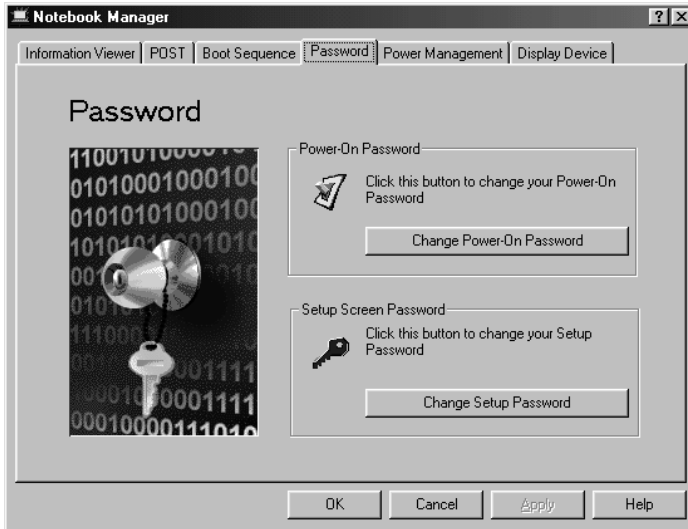 Notebook Manager
Information Viewer POST Boot Sequence Password Power Management Display Device
Password
Power-On Password
Click this button to change your Power-On
Password
Change Power-On Password
Setup Screen Password
Click this button to change your Setup
Password
Change Setup Password
OK Cancel Apply Help